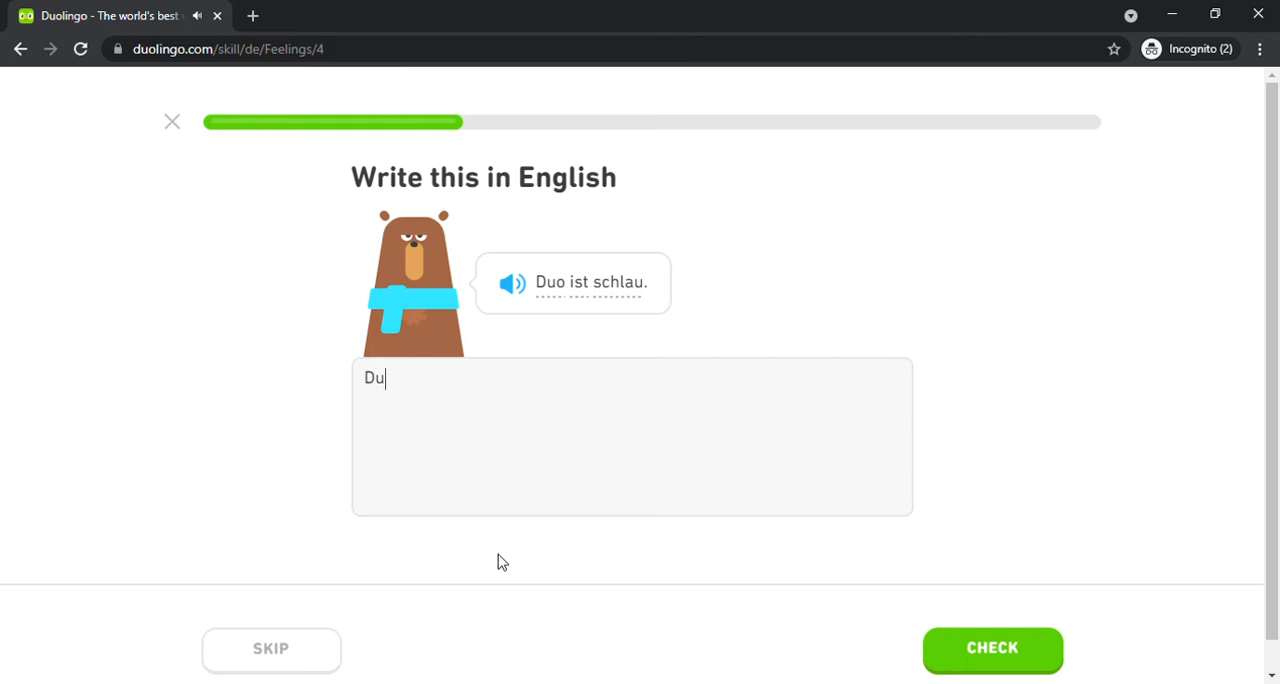 Duolingo - The world's best
duolingo.com/skill/de/Feelings/4
Incognito (2)
Write this in English
Duo ist schlau.
Du
SKIP
CHECK